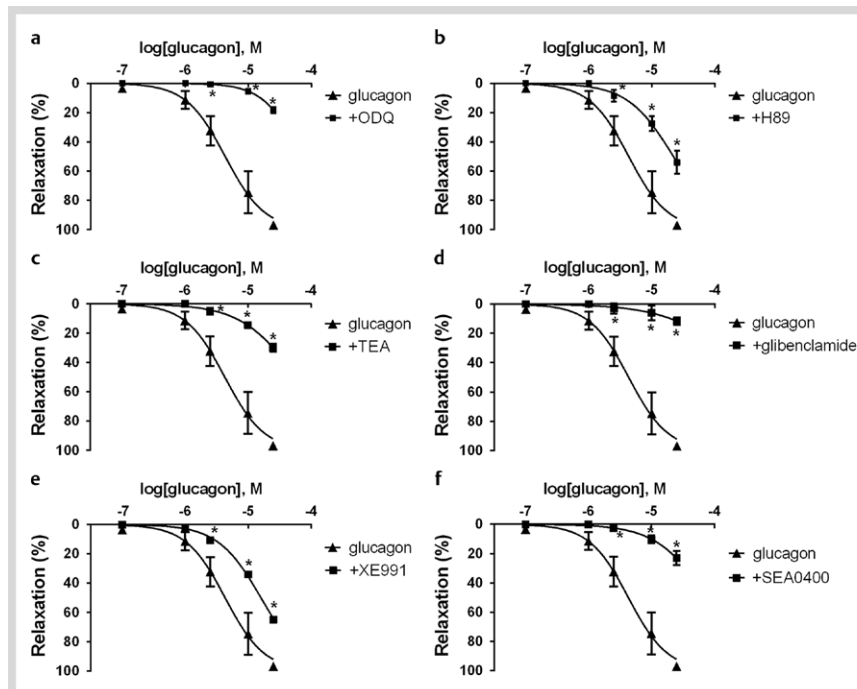 a
log[glucagon], M
-7 -6 -5 -4
0
20
40
60
80
100
Relaxation (%)
* * *
glucagon
+ODQ
b
log[glucagon], M
-7 -6 -5 -4
0
20
40
60
80
100
Relaxation (%)
* * *
glucagon
+H89
c
log[glucagon], M
-7 -6 -5 -4
0
20
40
60
80
100
Relaxation (%)
* * *
glucagon
+TEA
d
log[glucagon], M
-7 -6 -5 -4
0
20
40
60
80
100
Relaxation (%)
* * *
glucagon
+glibenclamide
e
log[glucagon], M
-7 -6 -5 -4
0
20
40
60
80
100
Relaxation (%)
* * *
glucagon
+XE991
f
log[glucagon], M
-7 -6 -5 -4
0
20
40
60
80
100
Relaxation (%)
* * *
glucagon
+SEA0400